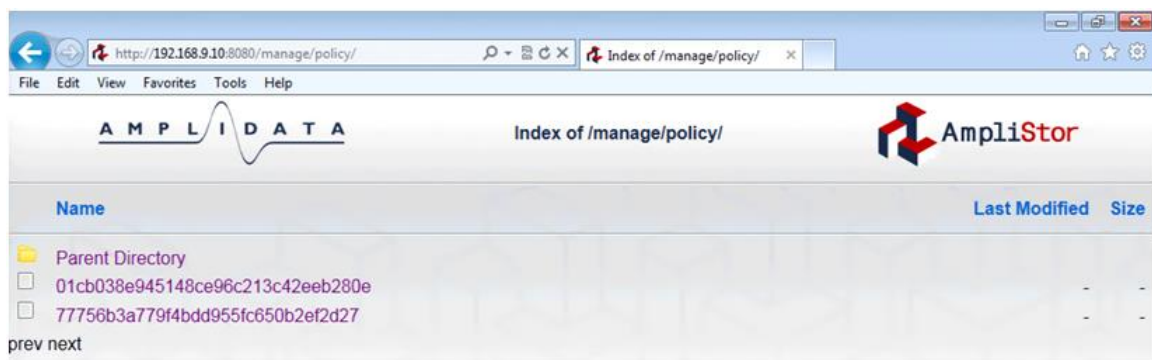 http://192.168.9.10:8080/manage/policy/
Index of /manage/policy/
File Edit View Favorites Tools Help
AMPLIDATA
Index of /manage/policy/
AmpliStor
Name Last Modified Size
Parent Directory
01cb038e945148ce96c213c42eeb280e - -
77756b3a779f4bdd955fc650b2ef2d27 - -
prev next